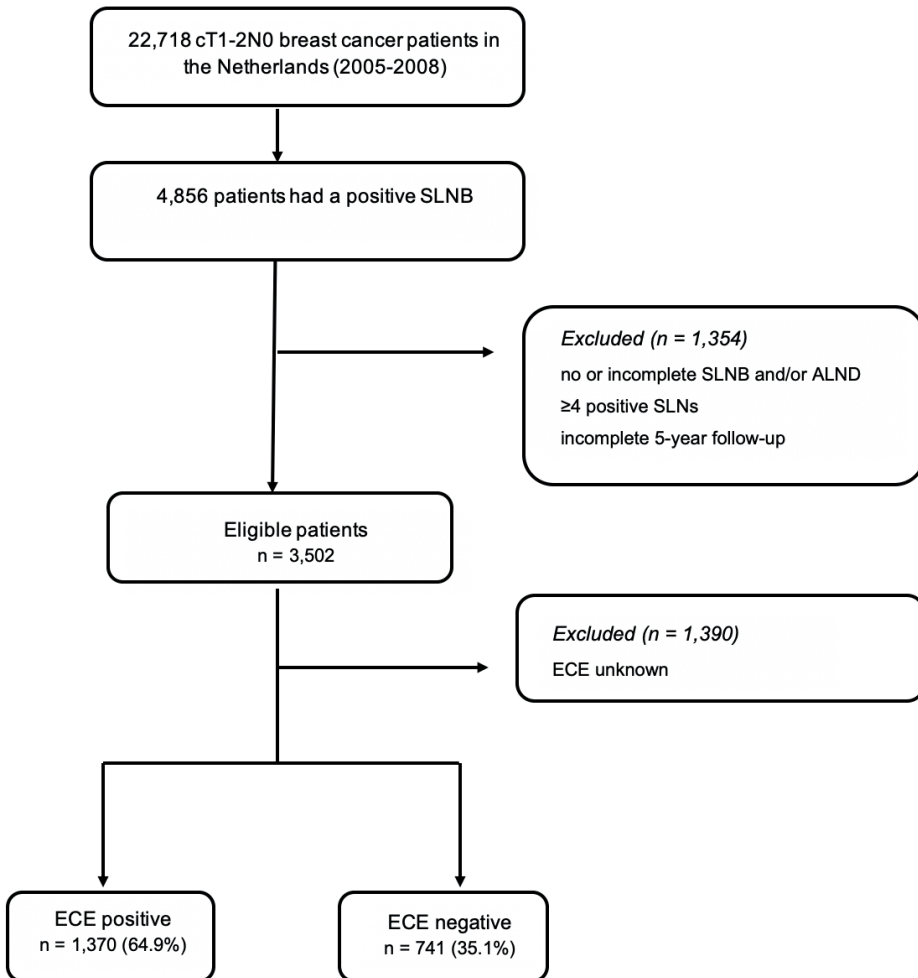 22,718 cT1-2N0 breast cancer patients in
the Netherlands (2005-2008)
4,856 patients had a positive SLNB
Excluded (n = 1,354)
no or incomplete SLNB and/or ALND
≥4 positive SLNs
incomplete 5-year follow-up
Eligible patients
n = 3,502
Excluded (n = 1,390)
ECE unknown
ECE positive
n = 1,370 (64.9%)
ECE negative
n = 741 (35.1%)